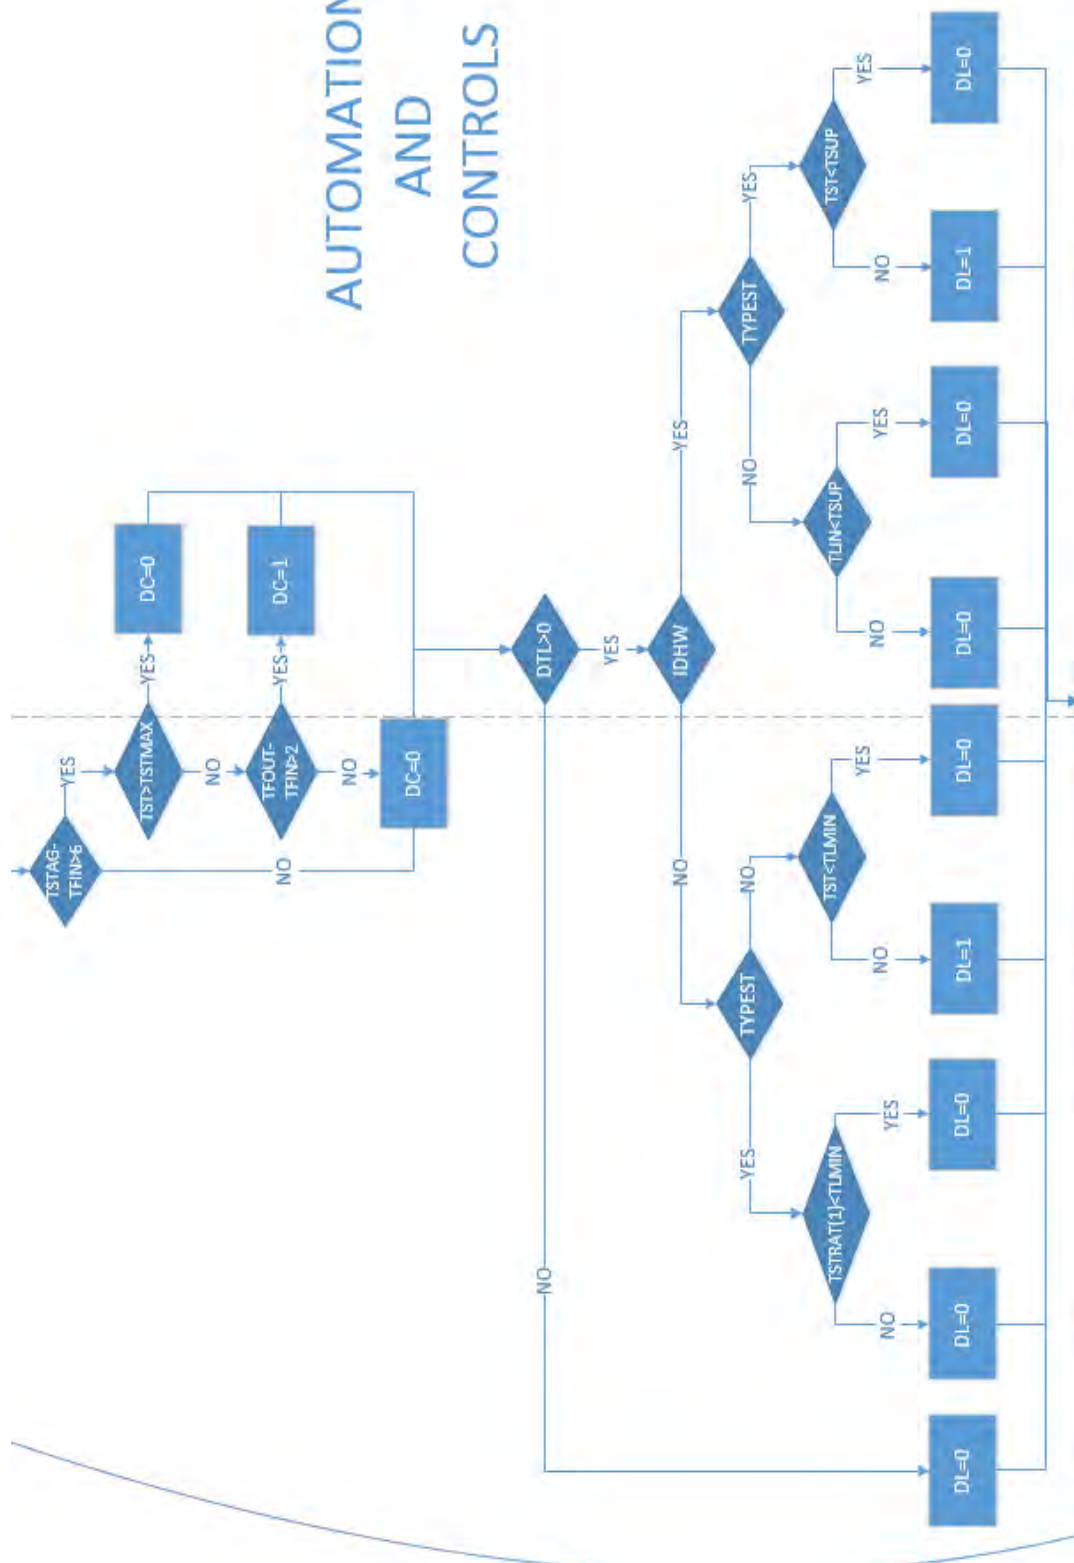 AUTOMATION
AND
CONTROLS
TSTAG-
TFIN>6
YES
NO
TST>TSTMAX
YES
NO
DC=0
TFOUT-
TFIN>2
YES
NO
DC=1
DC=0
DTL>0
YES
NO
IDHW
YES
NO
TYPEST
YES
NO
TYPEST
NO
YES
TST<TSUP
YES
NO
TLIN<TSUP
YES
NO
TST<TLMIN
YES
NO
TSTRAT(1)<TLMIN
YES
NO
DL=0
DL=1
DL=0
DL=0
DL=0
DL=1
DL=0
DL=0
DL=0